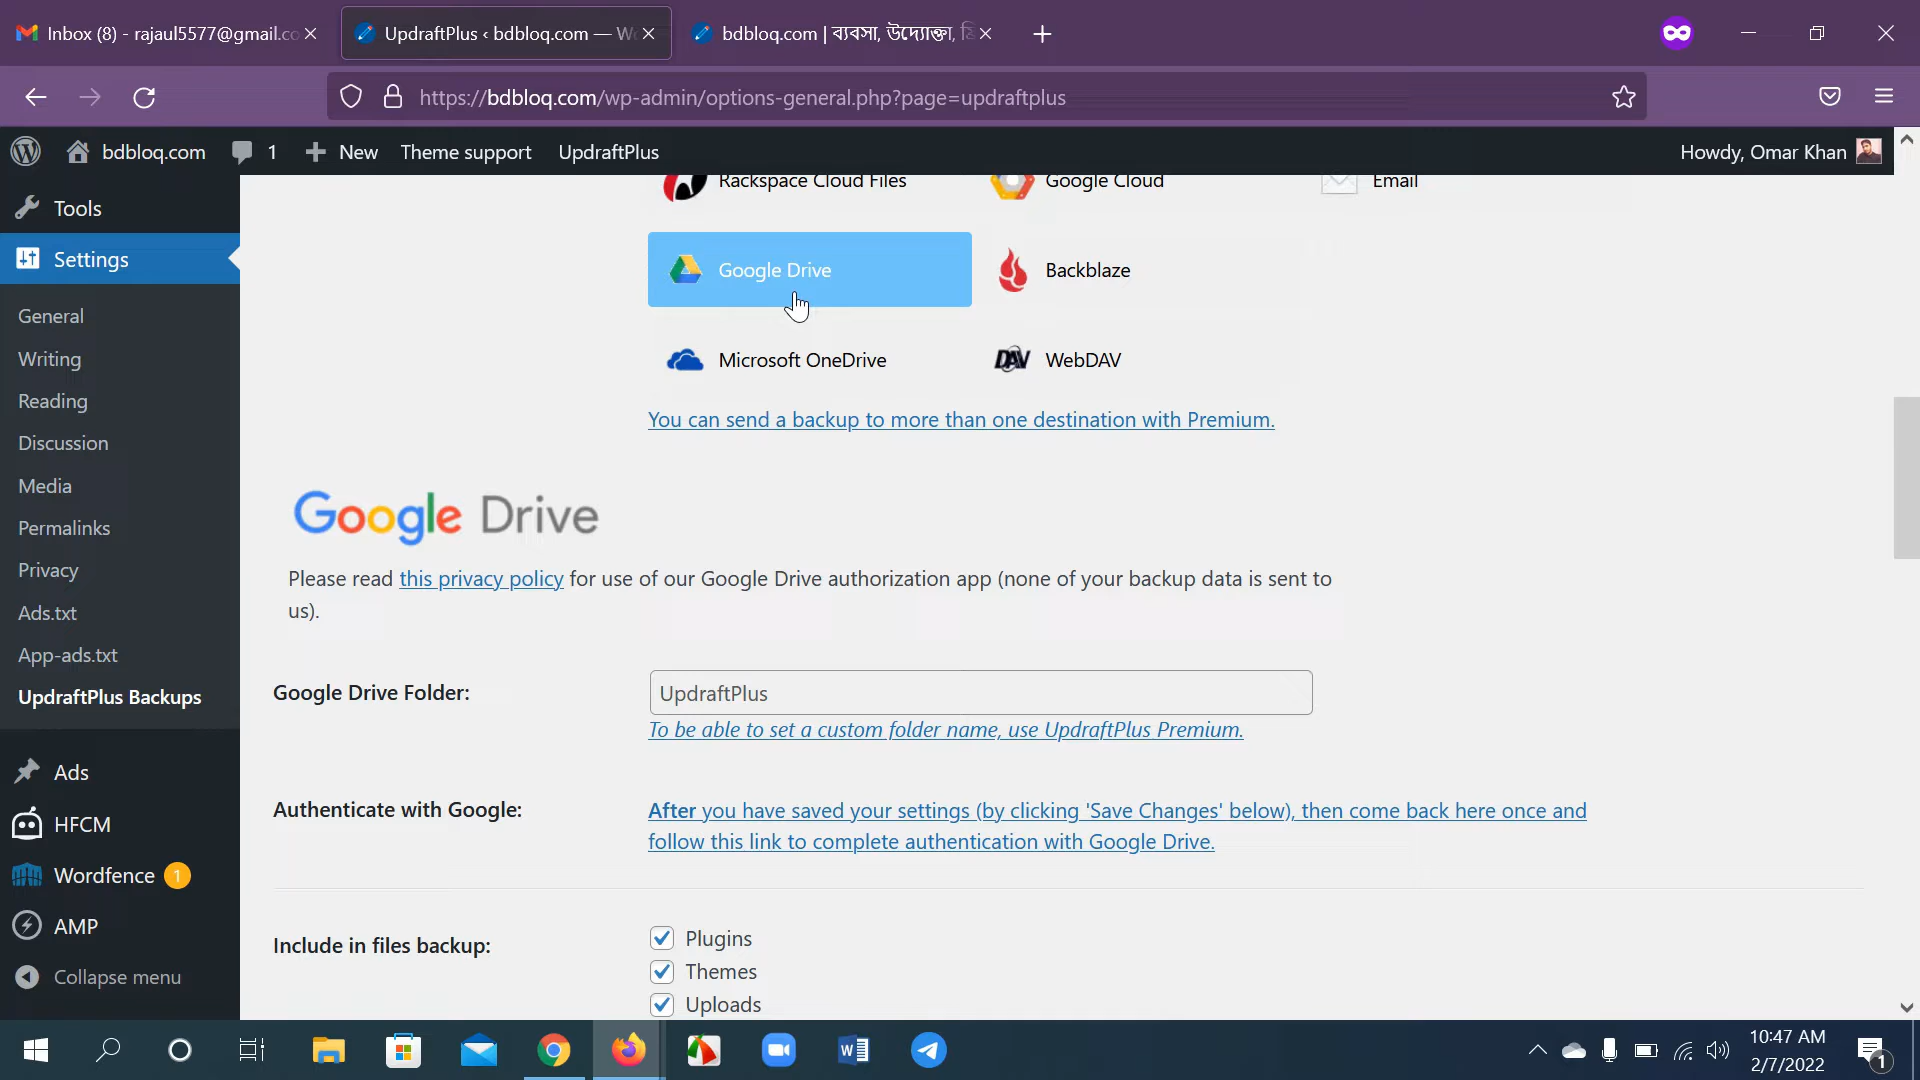 Inbox (8) - rajaul5577@gmail.co
UpdraftPlus ‹ bdbloq.com — W
bdbloq.com | ব্যবসা, উদ্যোক্তা,
https://bdbloq.com/wp-admin/options-general.php?page=updraftplus
bdbloq.com
1
New
Theme support
UpdraftPlus
Howdy, Omar Khan
Tools
Settings
General
Writing
Reading
Discussion
Media
Permalinks
Privacy
Ads.txt
App-ads.txt
UpdraftPlus Backups
Ads
HFCM
Wordfence 1
AMP
Collapse menu
Rackspace Cloud Files
Google Cloud
Email
Google Drive
Backblaze
Microsoft OneDrive
DAV WebDAV
You can send a backup to more than one destination with Premium.
Google Drive
Please read this privacy policy for use of our Google Drive authorization app (none of your backup data is sent to
us).
Google Drive Folder:
UpdraftPlus
To be able to set a custom folder name, use UpdraftPlus Premium.
Authenticate with Google:
After you have saved your settings (by clicking 'Save Changes' below), then come back here once and
follow this link to complete authentication with Google Drive.
Include in files backup:
Plugins
Themes
Uploads
10:47 AM
2/7/2022
1